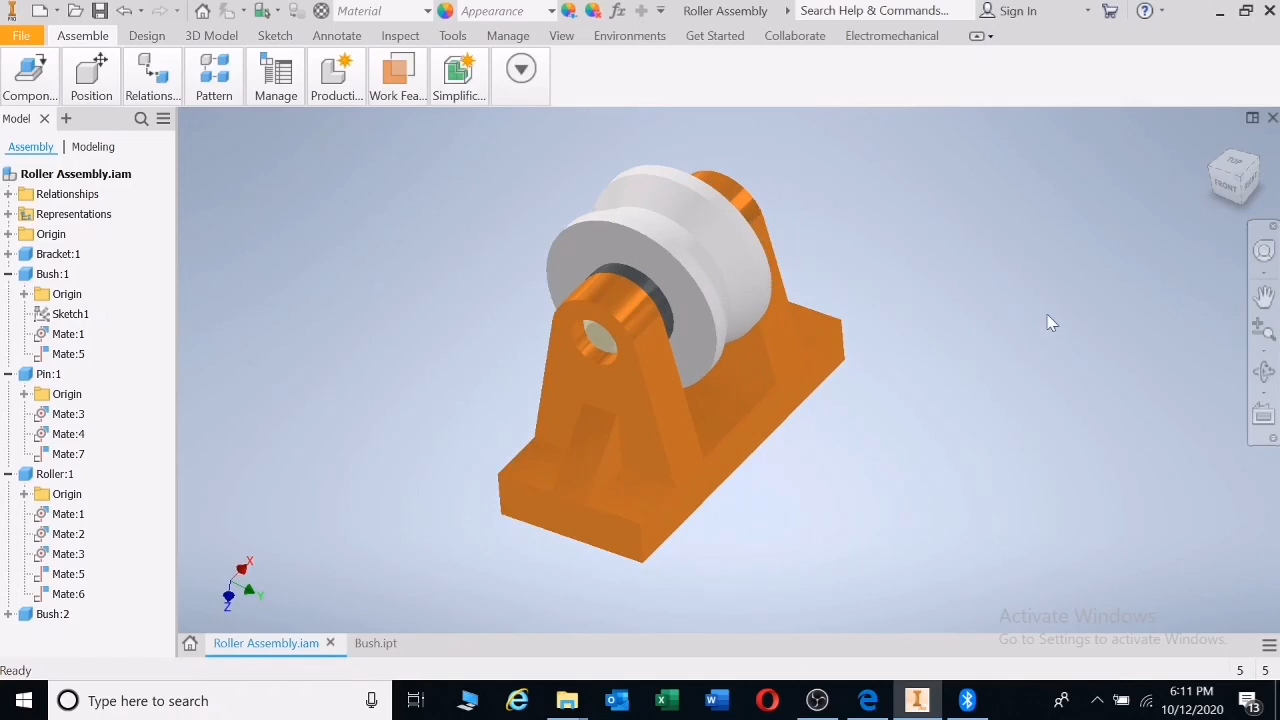 Material
Appearance
Roller Assembly
Search Help & Commands...
Sign In
File
Assemble
Design
3D Model
Sketch
Annotate
Inspect
Tools
Manage
View
Environments
Get Started
Collaborate
Electromechanical
Compon...
Position
Relations...
Pattern
Manage
Producti...
Work Fea...
Simplific...
Model
Assembly
Modeling
Roller Assembly.iam
Relationships
Representations
Origin
Bracket:1
Bush:1
Origin
Sketch1
Mate:1
Mate:5
Pin:1
Origin
Mate:3
Mate:4
Mate:7
Roller:1
Origin
Mate:1
Mate:2
Mate:3
Mate:5
Mate:6
Bush:2
TOP
FRONT
X
Y
Z
Activate Windows
Go to Settings to activate Windows.
Roller Assembly.iam
Bush.ipt
Ready
5
5
Type here to search
6:11 PM
10/12/2020
13